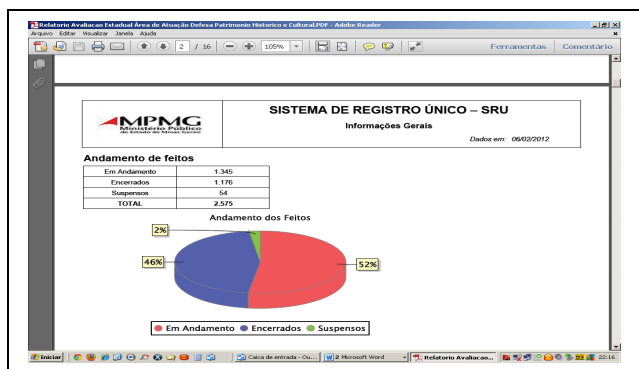 Relatorio Avaliacao Estadual Área de Atuação Defesa Patrimonio Historico e Cultural.PDF - Adobe Reader
Arquivo Editar Visualizar Janela Ajuda
2 / 16 105% Ferramentas Comentário
MPMG
Ministério Público
do Estado de Minas Gerais
SISTEMA DE REGISTRO ÚNICO – SRU
Informações Gerais
Dados em: 06/02/2012
Andamento de feitos
Em Andamento 1.345
Encerrados 1.176
Suspensos 54
TOTAL 2.575
Andamento dos Feitos
2%
46%
52%
Em Andamento Encerrados Suspensos
Iniciar Caixa de entrada - Ou... 2 Microsoft Word Relatorio Avaliacao... 22:16